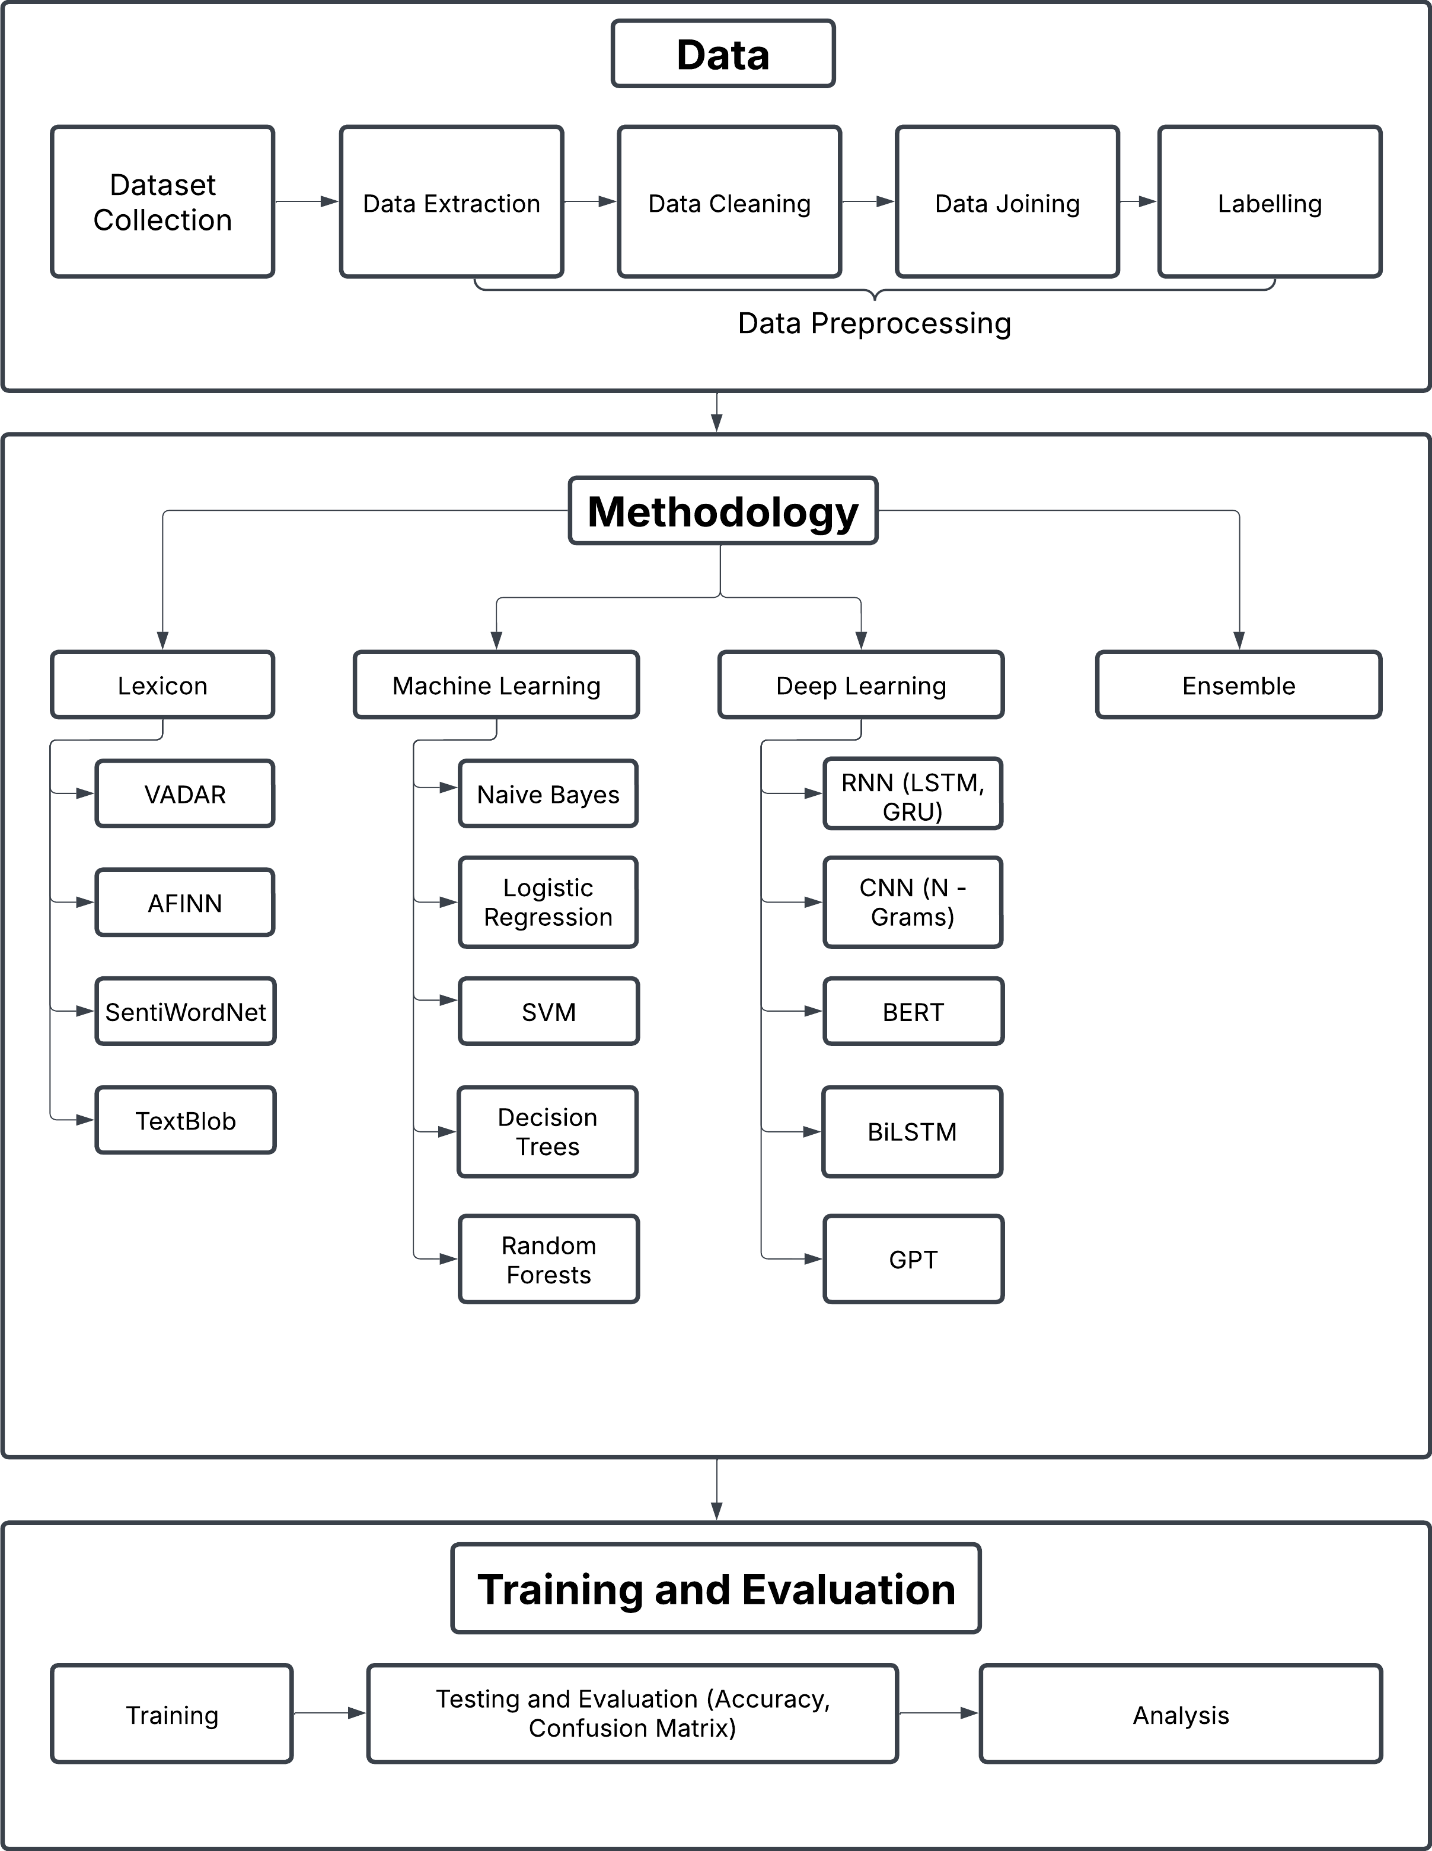 Data
Dataset
Collection
Data Extraction
Data Cleaning
Data Joining
Labelling
Data Preprocessing
Methodology
Lexicon
Machine Learning
Deep Learning
Ensemble
VADAR
AFINN
SentiWordNet
TextBlob
Naive Bayes
Logistic
Regression
SVM
Decision
Trees
Random
Forests
RNN (LSTM,
GRU)
CNN (N -
Grams)
BERT
BiLSTM
GPT
Training and Evaluation
Training
Testing and Evaluation (Accuracy,
Confusion Matrix)
Analysis